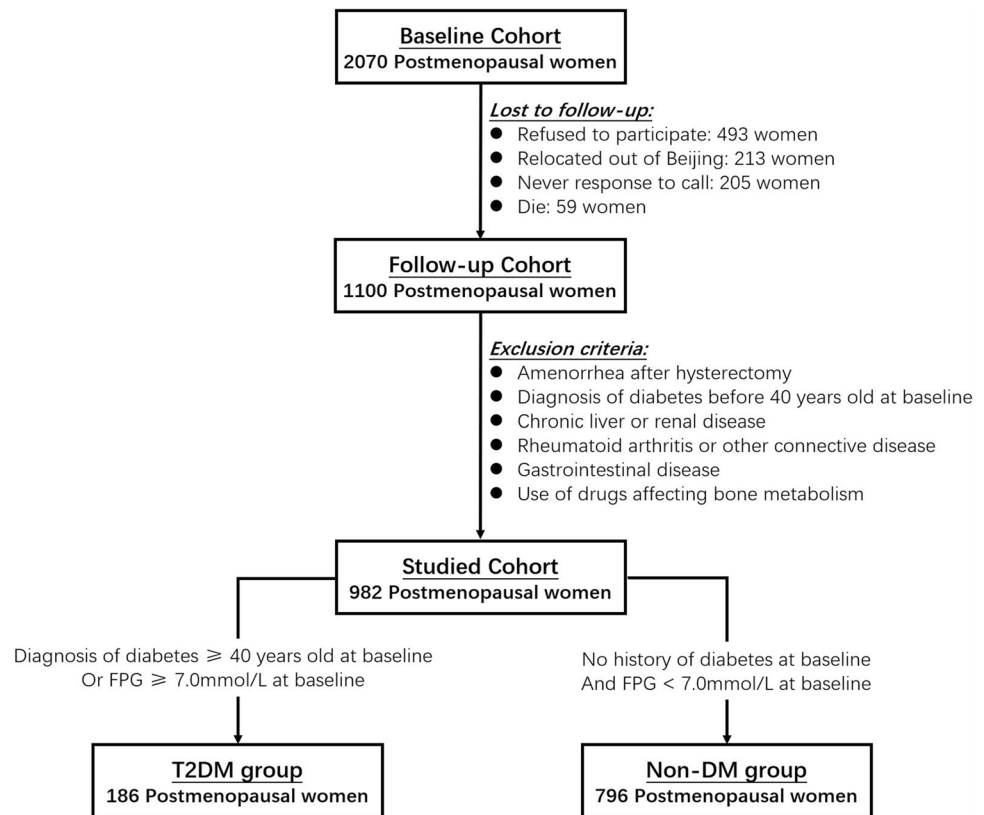 Baseline Cohort
2070 Postmenopausal women
Lost to follow-up:
● Refused to participate: 493 women
● Relocated out of Beijing: 213 women
● Never response to call: 205 women
● Die: 59 women
Follow-up Cohort
1100 Postmenopausal women
Exclusion criteria:
● Amenorrhea after hysterectomy
● Diagnosis of diabetes before 40 years old at baseline
● Chronic liver or renal disease
● Rheumatoid arthritis or other connective disease
● Gastrointestinal disease
● Use of drugs affecting bone metabolism
Studied Cohort
982 Postmenopausal women
Diagnosis of diabetes ⩾ 40 years old at baseline
Or FPG ⩾ 7.0mmol/L at baseline
No history of diabetes at baseline
And FPG < 7.0mmol/L at baseline
T2DM group
186 Postmenopausal women
Non-DM group
796 Postmenopausal women